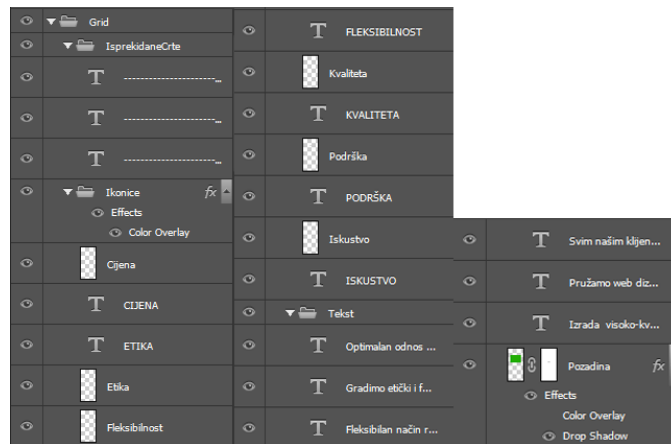 Grid
IsprekidaneCrte
T ----------------------...
T ----------------------...
T ----------------------...
Ikonice fx
Effects
Color Overlay
Cijena
T CIJENA
T ETIKA
Etika
Fleksibilnost
T FLEKSIBILNOST
Kvaliteta
T KVALITETA
Podrška
T PODRŠKA
Iskustvo
T ISKUSTVO
Tekst
T Optimalan odnos ...
T Gradimo etički i f...
T Fleksibilan način r...
T Svim našim klijen...
T Pružamo web diz...
T Izrada visoko-kv...
Pozadina fx
Effects
Color Overlay
Drop Shadow